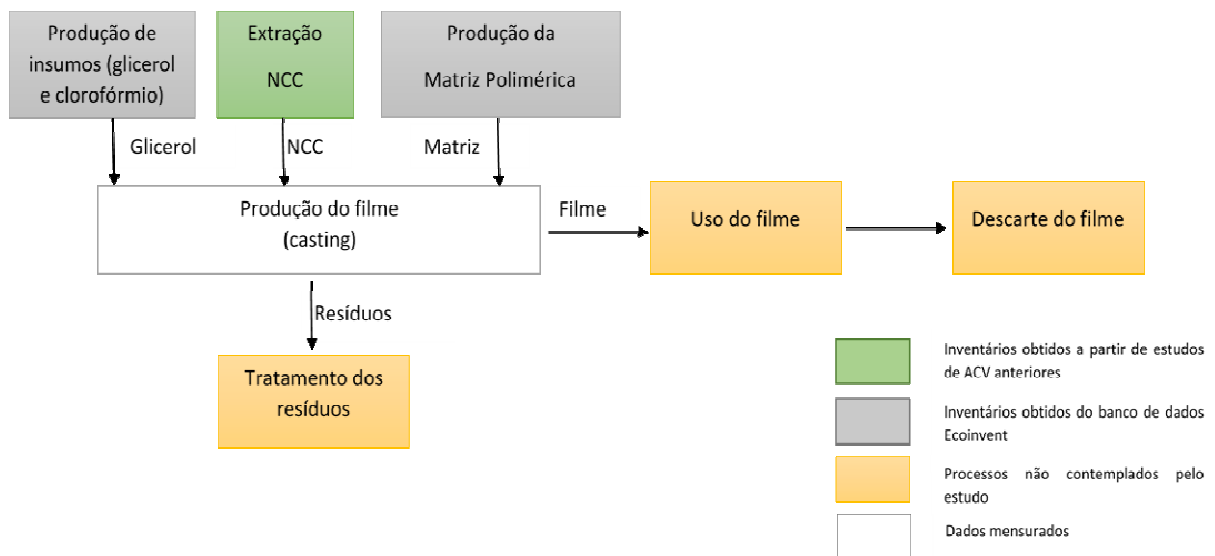 Produção de
insumos (glicerol
e clorofórmio)
Extração
NCC
Produção da
Matriz Polimérica
Glicerol
NCC
Matriz
Produção do filme
(casting)
Filme
Uso do filme
Descarte do filme
Resíduos
Tratamento dos
resíduos
Inventários obtidos a partir de estudos
de ACV anteriores
Inventários obtidos do banco de dados
Ecoinvent
Processos não contemplados pelo
estudo
Dados mensurados